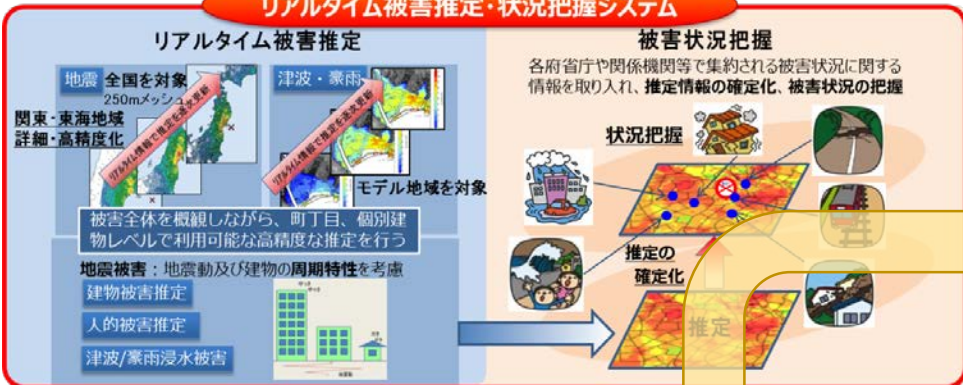 リアルタイム被害推定・状況把握システム
リアルタイム被害推定
地震
全国を対象
250mメッシュ
関東・東海地域
詳細・高精度化
リアルタイム情報で推定を逐次更新
津波・豪雨
リアルタイム情報で推定を逐次更新
モデル地域を対象
被害全体を概観しながら、町丁目、個別建
物レベルで利用可能な高精度な推定を行う
地震被害：地震動及び建物の周期特性を考慮
建物被害推定
人的被害推定
津波/豪雨浸水被害
被害状況把握
各府省庁や関係機関等で集約される被害状況に関する
情報を取り入れ、推定情報の確定化、被害状況の把握
状況把握
推定の
確定化
推定